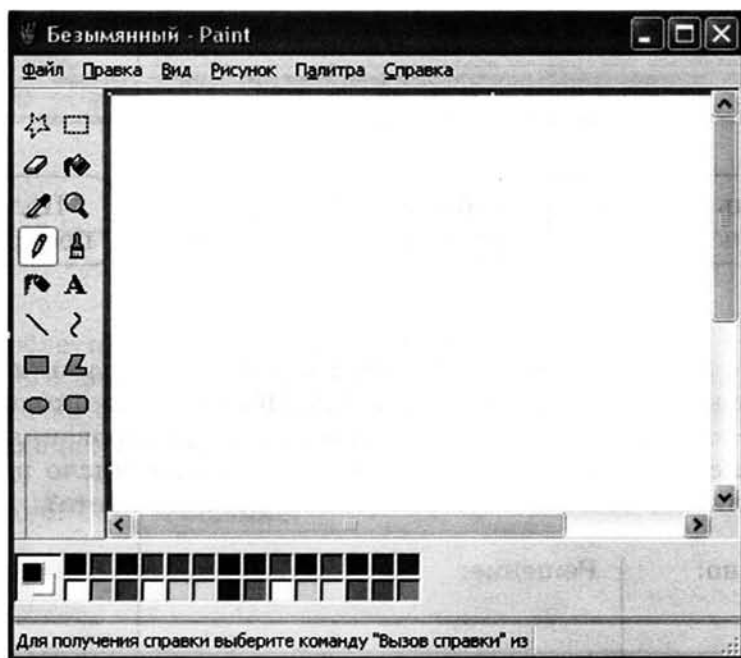 Безымянный - Paint
Файл Правка Вид Рисунок Палитра Справка
A
Для получения справки выберите команду "Вызов справки" из